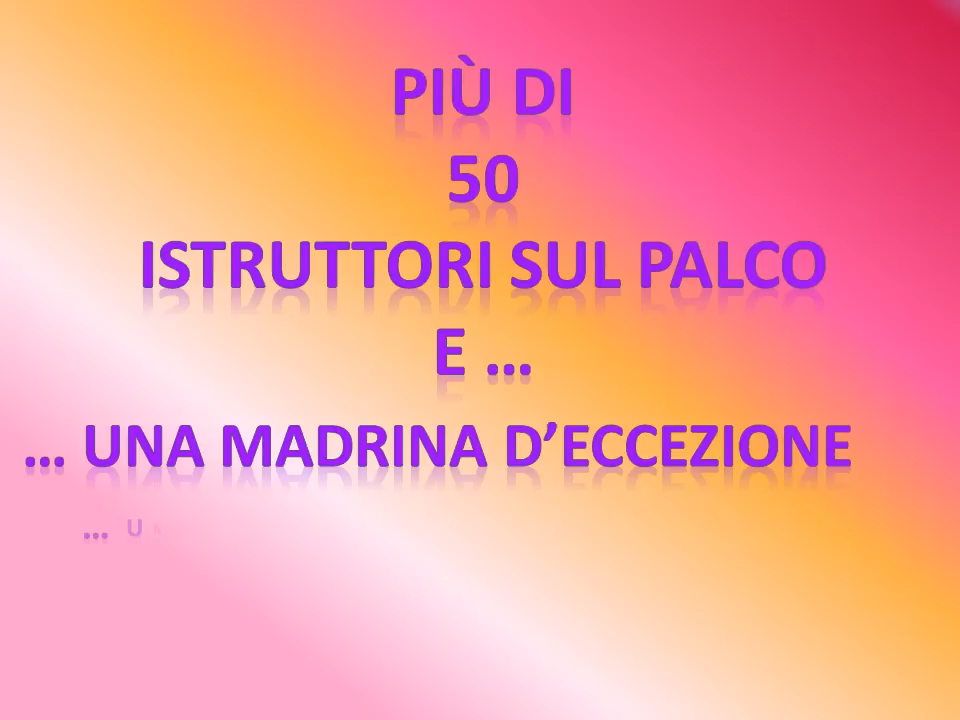 PIÙ DI
50
ISTRUTTORI SUL PALCO
E …
… UNA MADRINA D’ECCEZIONE
… U